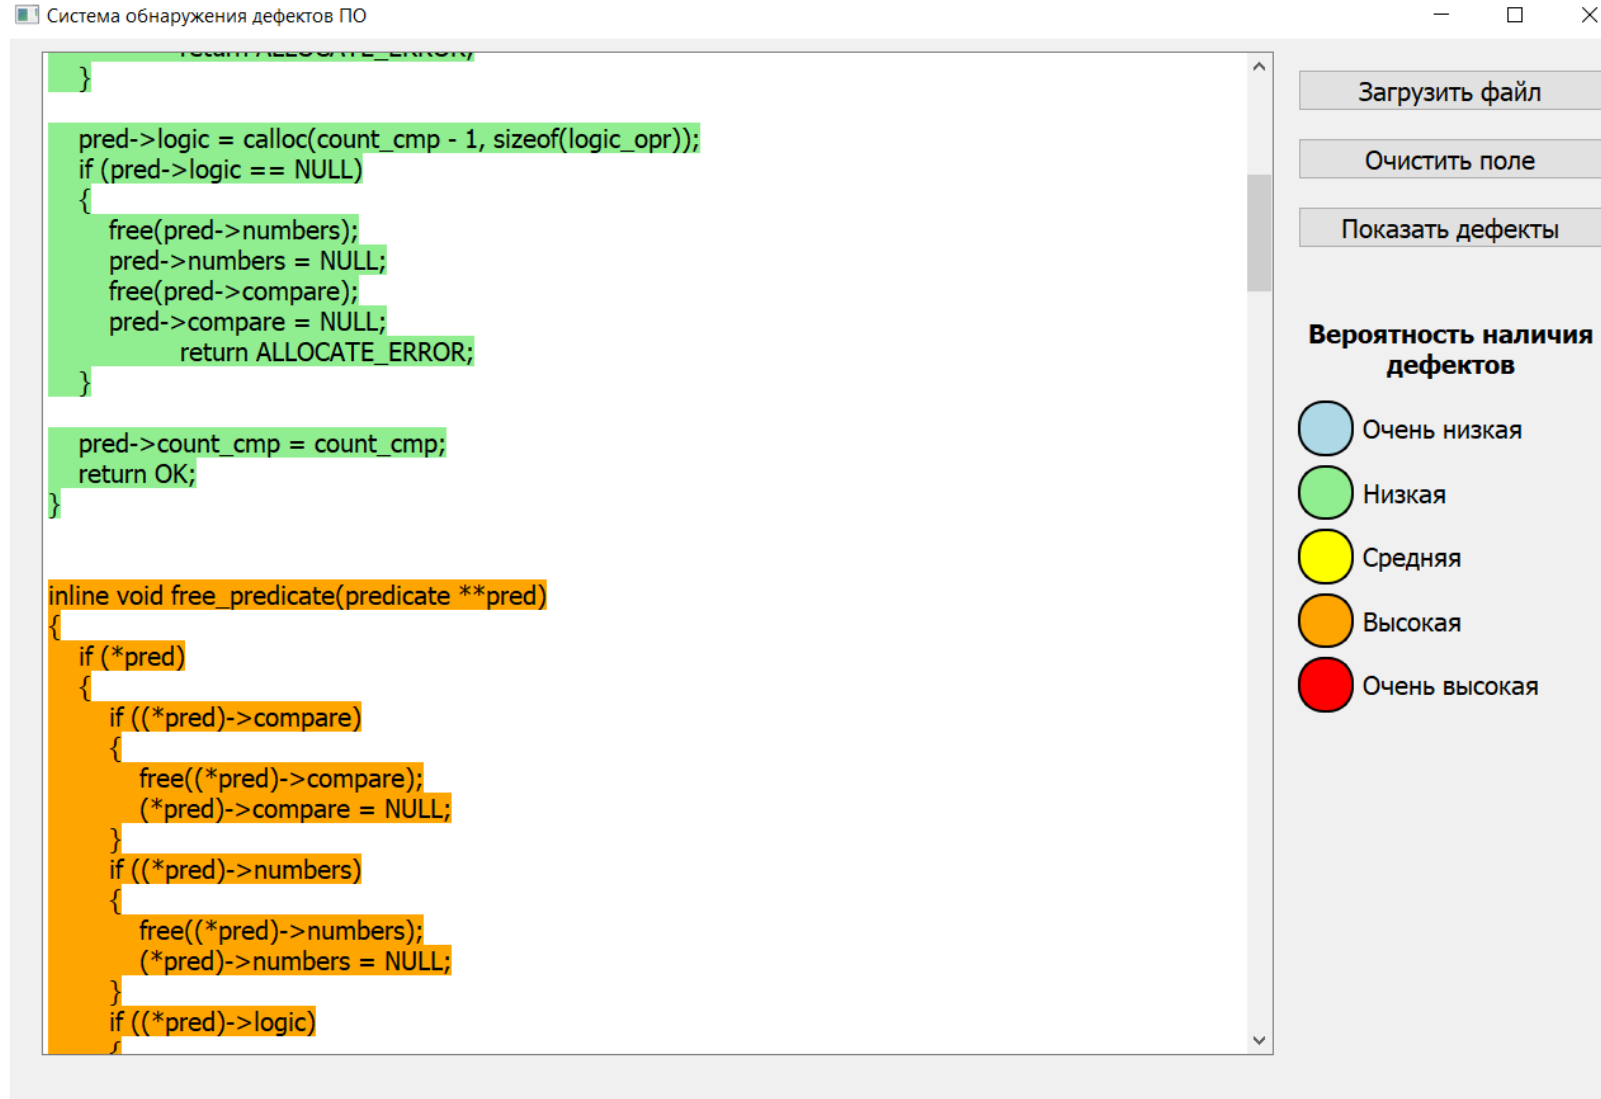 Система обнаружения дефектов ПО
return ALLOCATE_ERROR;
}
pred->logic = calloc(count_cmp - 1, sizeof(logic_opr));
if (pred->logic == NULL)
{
free(pred->numbers);
pred->numbers = NULL;
free(pred->compare);
pred->compare = NULL;
return ALLOCATE_ERROR;
}
pred->count_cmp = count_cmp;
return OK;
}
inline void free_predicate(predicate **pred)
{
if (*pred)
{
if ((*pred)->compare)
{
free((*pred)->compare);
(*pred)->compare = NULL;
}
if ((*pred)->numbers)
{
free((*pred)->numbers);
(*pred)->numbers = NULL;
}
if ((*pred)->logic)
{
Загрузить файл
Очистить поле
Показать дефекты
Вероятность наличия
дефектов
Очень низкая
Низкая
Средняя
Высокая
Очень высокая